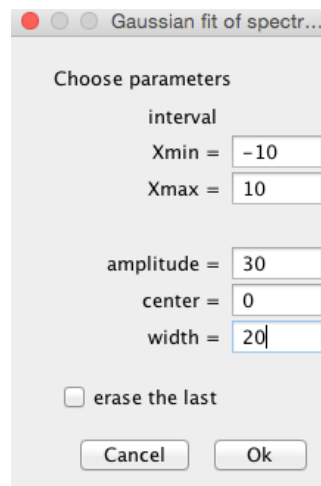 Gaussian fit of spectr...
Choose parameters
interval
Xmin = -10
Xmax = 10
amplitude = 30
center = 0
width = 20
erase the last
Cancel Ok